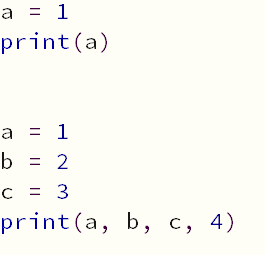 a = 1
print(a)
a = 1
b = 2
c = 3
print(a, b, c, 4)